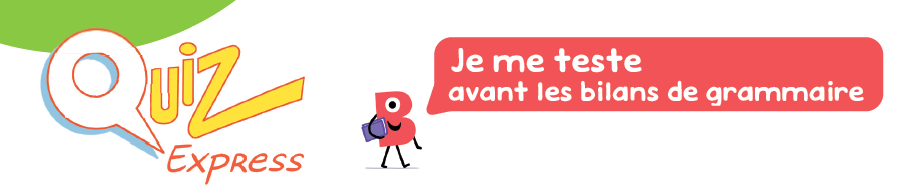 Quiz
Express
Je me teste
avant les bilans de grammaire